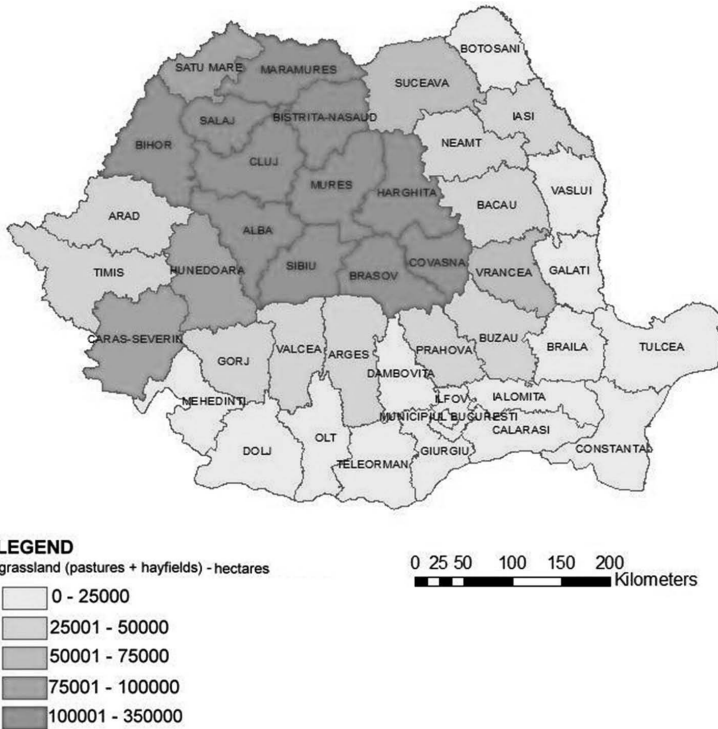 BOTOSANI
SATU MARE
MARAMURES
SUCEAVA
IASI
SALAJ
BISTRITA-NASAUD
BIHOR
NEAMT
CLUJ
MURES
HARGHITA
VASLUI
BACAU
ARAD
ALBA
COVASNA
TIMIS
HUNEDOARA
SIBIU
BRASOV
VRANCEA
GALATI
CARAS-SEVERIN
GORJ
VALCEA
ARGES
PRAHOVA
BUZAU
BRAILA
TULCEA
DAMBOVITA
MEHEDINTI
ILFOV
IALOMITA
MUNICIPIUL BUCURESTI
CALARASI
OLT
DOLJ
TELEORMAN
GIURGIU
CONSTANTA
LEGEND
grassland (pastures + hayfields) - hectares
0 - 25000
25001 - 50000
50001 - 75000
75001 - 100000
100001 - 350000
0 25 50 100 150 200
Kilometers